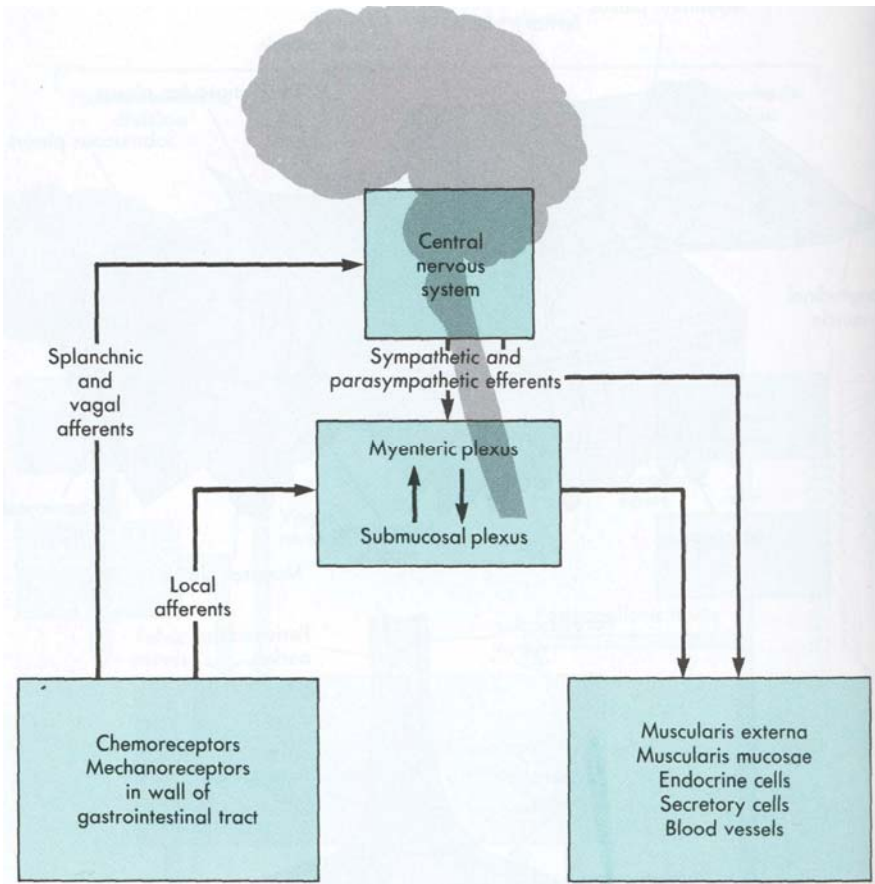 Central
nervous
system
Splanchnic
and
vagal
afferents
Sympathetic and
parasympathetic efferents
Myenteric plexus
Submucosal plexus
Local
afferents
Chemoreceptors
Mechanoreceptors
in wall of
gastrointestinal tract
Muscularis externa
Muscularis mucosae
Endocrine cells
Secretory cells
Blood vessels